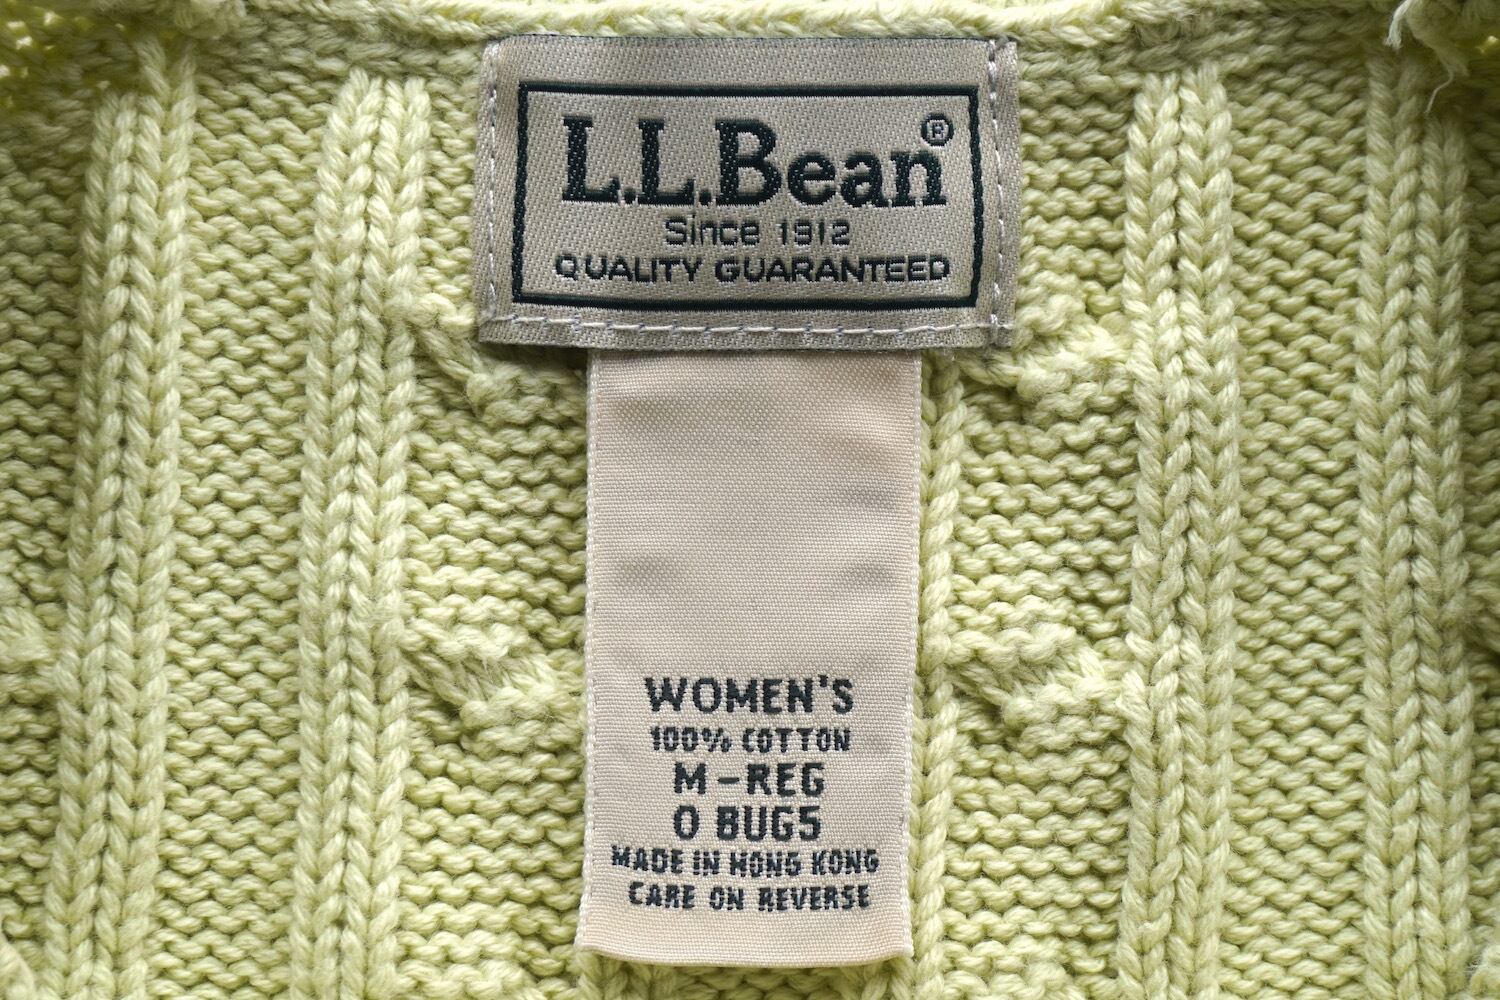 L.L.Bean®
Since 1912
QUALITY GUARANTEED
WOMEN'S
100% COTTON
M-REG
0 BUG5
MADE IN HONG KONG
CARE ON REVERSE